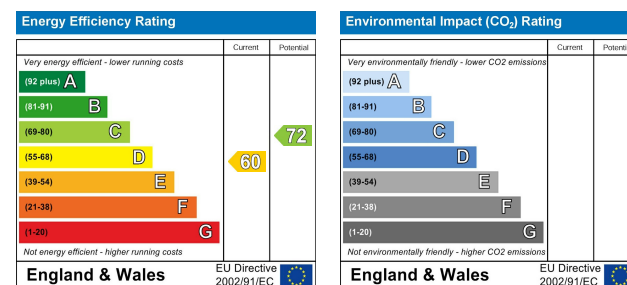 Energy Efficiency Rating
Current Potential
Very energy efficient - lower running costs
(92 plus) A
(81-91) B
(69-80) C
72
(55-68) D
60
(39-54) E
(21-38) F
(1-20) G
Not energy efficient - higher running costs
England & Wales
EU Directive
2002/91/EC
Environmental Impact (CO₂) Rating
Current Potenti
Very environmentally friendly - lower CO2 emissions
(92 plus) A
(81-91) B
(69-80) C
(55-68) D
(39-54) E
(21-38) F
(1-20) G
Not environmentally friendly - higher CO2 emissions
England & Wales
EU Directive
2002/91/EC